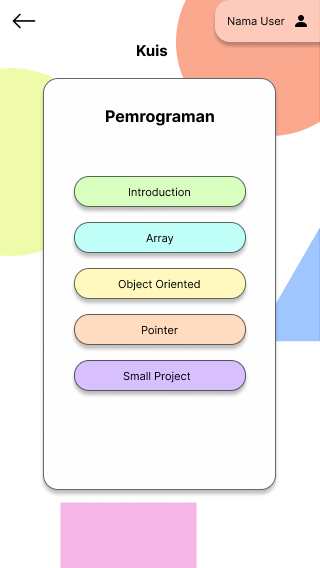 Nama User
Kuis
Pemrograman
Introduction
Array
Object Oriented
Pointer
Small Project